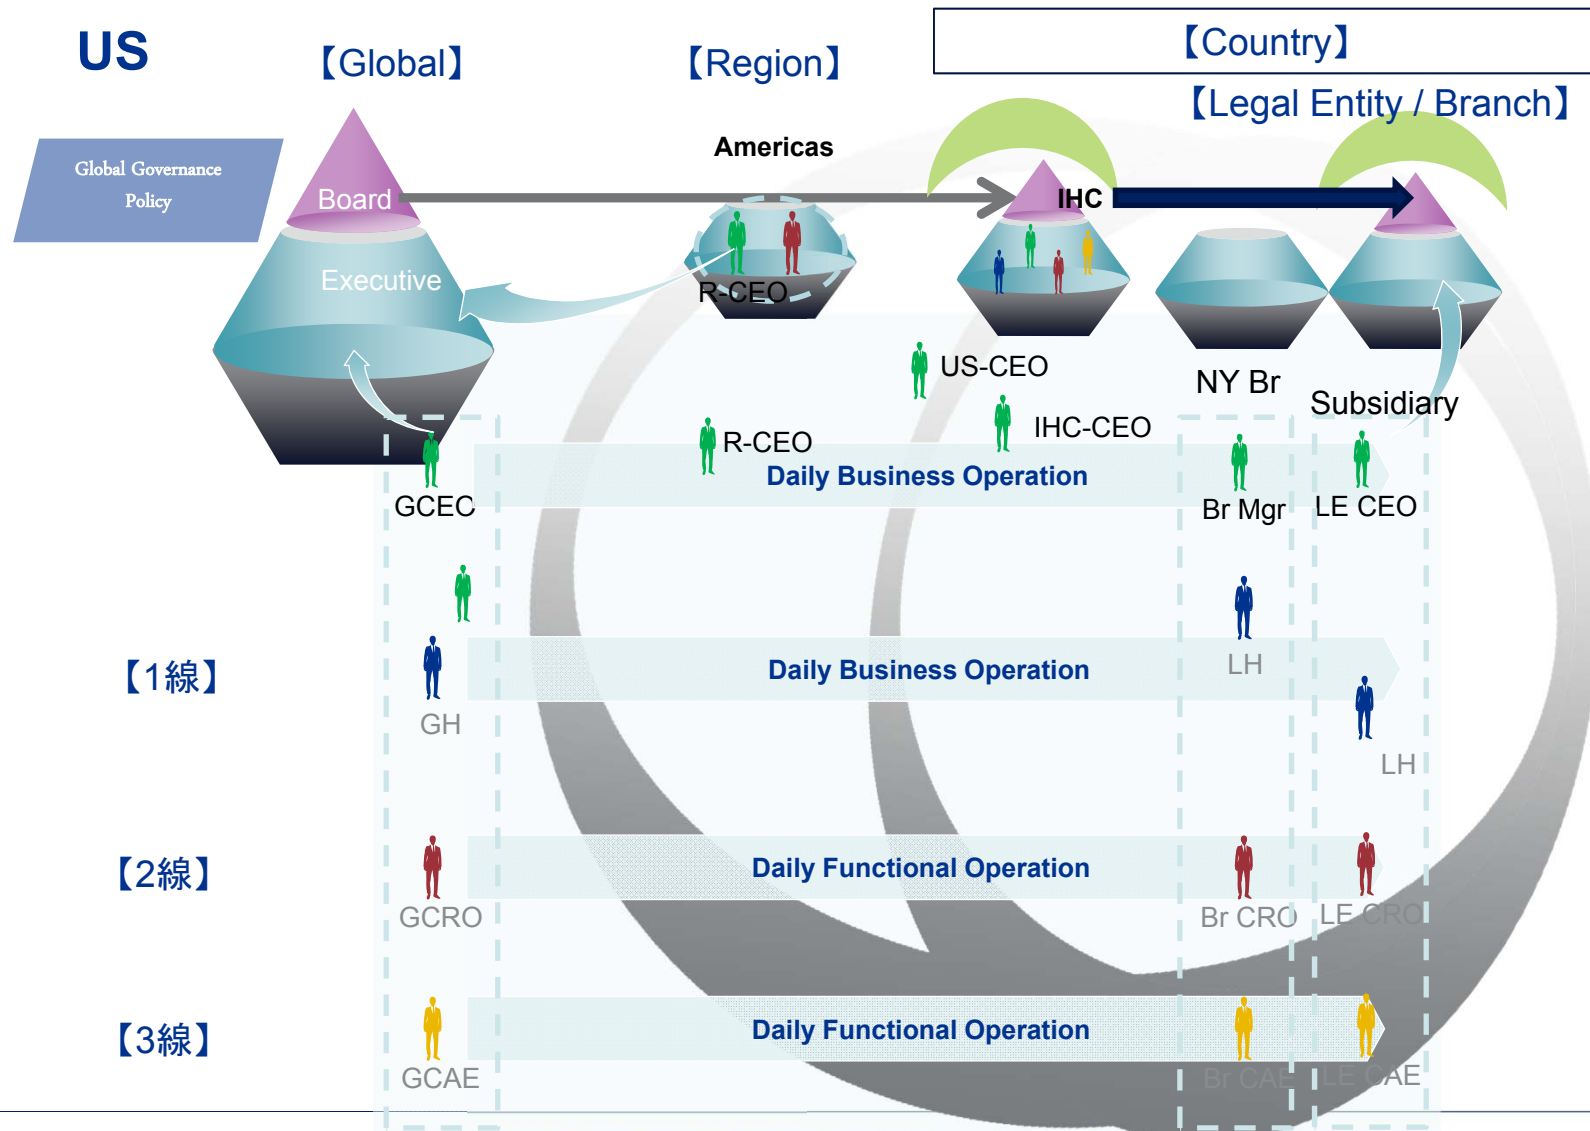 US
【Global】
【Region】
【Country】
【Legal Entity / Branch】
Global Governance
Policy
Board
Executive
Americas
R-CEO
IHC
US-CEO
IHC-CEO
R-CEO
NY Br
Subsidiary
Daily Business Operation
GCEO
Br Mgr
LE CEO
【1線】
Daily Business Operation
GH
LH
LH
【2線】
Daily Functional Operation
GCRO
Br CRO
LE CRO
【3線】
Daily Functional Operation
GCAE
Br CAE
LE CAE